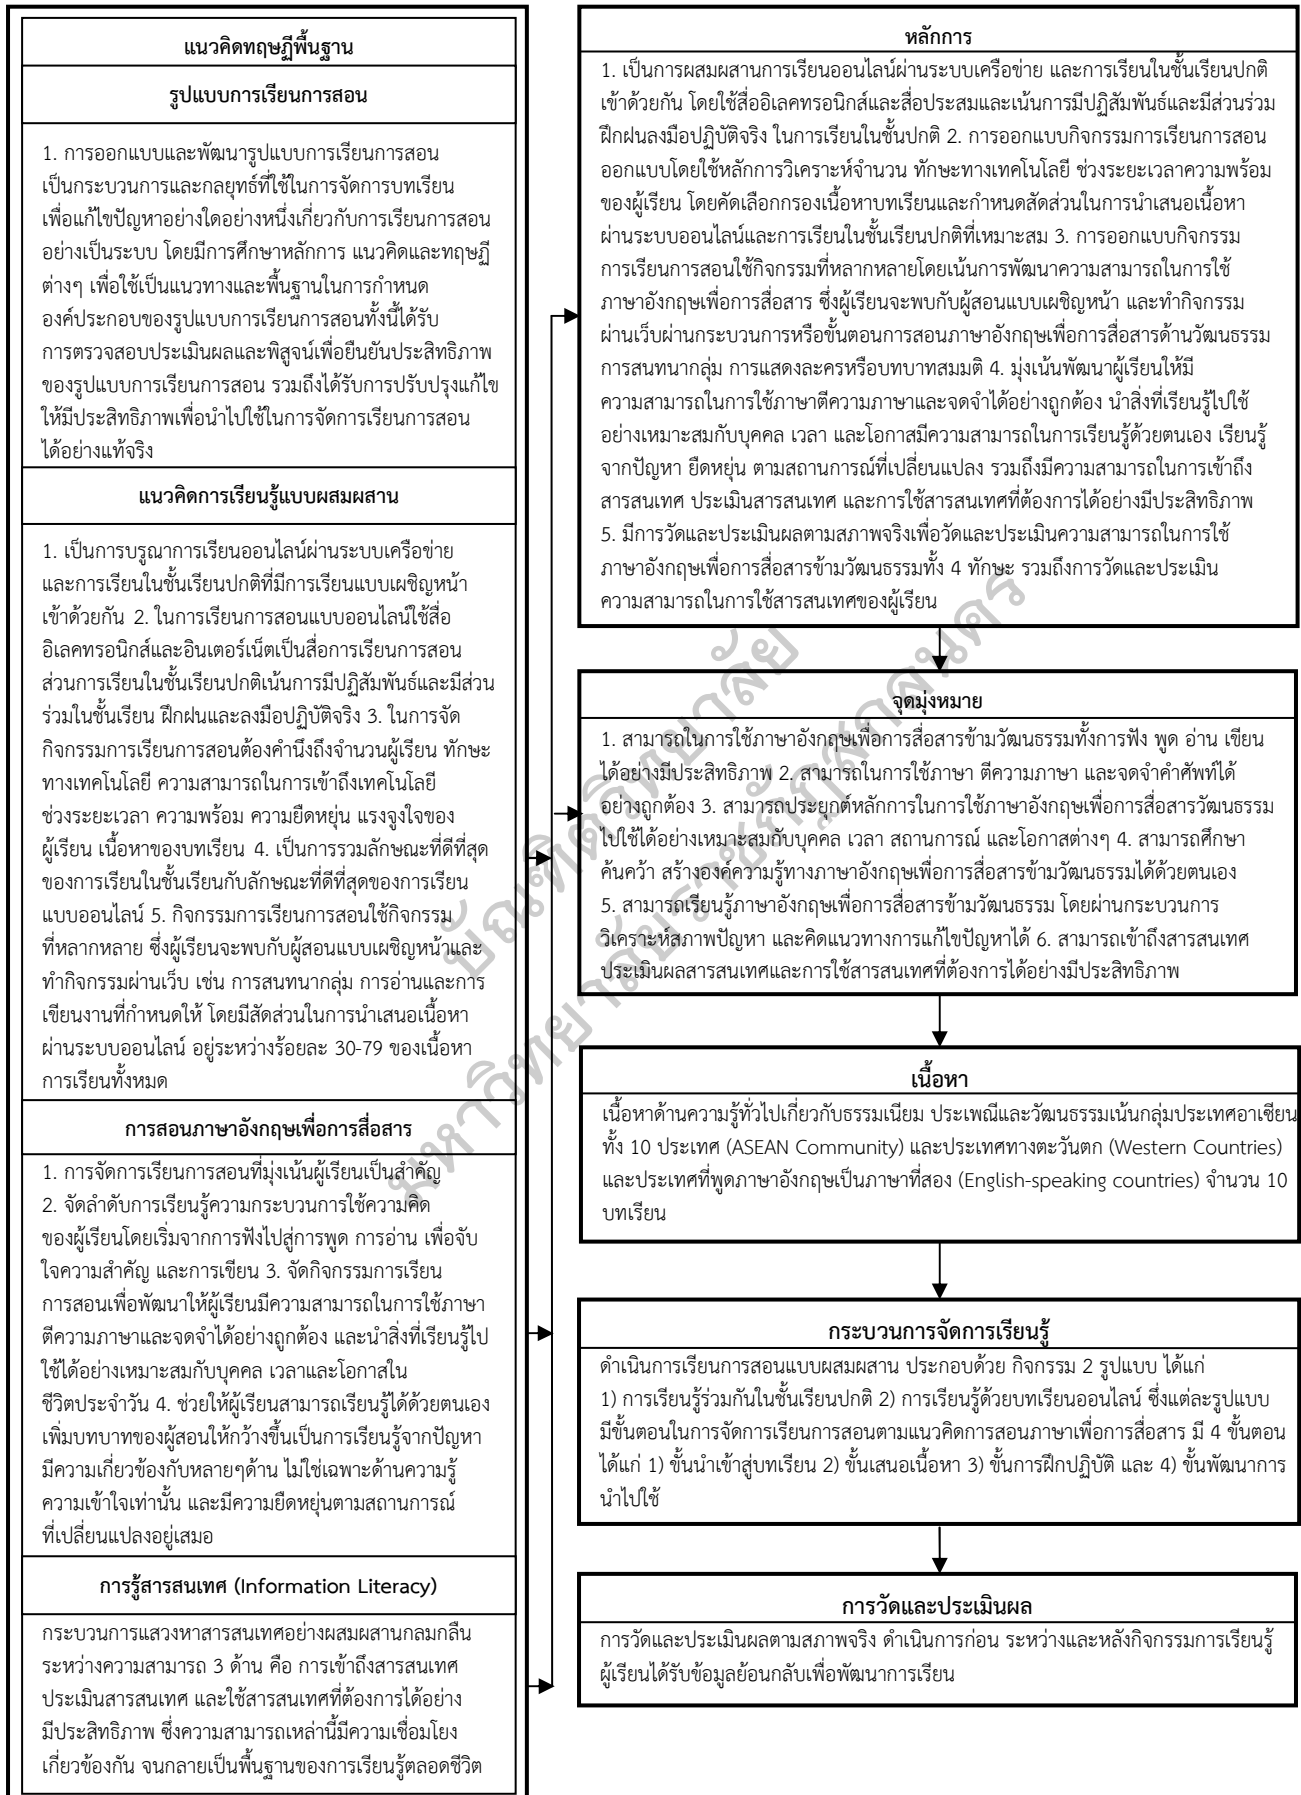 แนวคิดทฤษฏีพื้นฐาน
รูปแบบการเรียนการสอน
1. การออกแบบและพัฒนารูปแบบการเรียนการสอน
เป็นกระบวนการและกลยุทธ์ที่ใช้ในการจัดการบทเรียน
เพื่อแก้ไขปัญหาอย่างใดอย่างหนึ่งเกี่ยวกับการเรียนการสอน
อย่างเป็นระบบ โดยมีการศึกษาหลักการ แนวคิดและทฤษฏี
ต่างๆ เพื่อใช้เป็นแนวทางและพื้นฐานในการกำหนด
องค์ประกอบของรูปแบบการเรียนการสอนทั้งนี้ได้รับ
การตรวจสอบประเมินผลและพิสูจน์เพื่อยืนยันประสิทธิภาพ
ของรูปแบบการเรียนการสอน รวมถึงได้รับการปรับปรุงแก้ไข
ให้มีประสิทธิภาพเพื่อนำไปใช้ในการจัดการเรียนการสอน
ได้อย่างแท้จริง
แนวคิดการเรียนรู้แบบผสมผสาน
1. เป็นการบรูณาการเรียนออนไลน์ผ่านระบบเครือข่าย
และการเรียนในชั้นเรียนปกติที่มีการเรียนแบบเผชิญหน้า
เข้าด้วยกัน 2. ในการเรียนการสอนแบบออนไลน์ใช้สื่อ
อิเลคทรอนิกส์และอินเตอร์เน็ตเป็นสื่อการเรียนการสอน
ส่วนการเรียนในชั้นเรียนปกติเน้นการมีปฏิสัมพันธ์และมีส่วน
ร่วมในชั้นเรียน ฝึกฝนและลงมือปฏิบัติจริง 3. ในการจัด
กิจกรรมการเรียนการสอนต้องคำนึงถึงจำนวนผู้เรียน ทักษะ
ทางเทคโนโลยี ความสามารถในการเข้าถึงเทคโนโลยี
ช่วงระยะเวลา ความพร้อม ความยืดหยุ่น แรงจูงใจของ
ผู้เรียน เนื้อหาของบทเรียน 4. เป็นการรวมลักษณะที่ดีที่สุด
ของการเรียนในชั้นเรียนกับลักษณะที่ดีที่สุดของการเรียน
แบบออนไลน์ 5. กิจกรรมการเรียนการสอนใช้กิจกรรม
ที่หลากหลาย ซึ่งผู้เรียนจะพบกับผู้สอนแบบเผชิญหน้าและ
ทำกิจกรรมผ่านเว็บ เช่น การสนทนากลุ่ม การอ่านและการ
เขียนงานที่กำหนดให้ โดยมีสัดส่วนในการนำเสนอเนื้อหา
ผ่านระบบออนไลน์ อยู่ระหว่างร้อยละ 30-79 ของเนื้อหา
การเรียนทั้งหมด
การสอนภาษาอังกฤษเพื่อการสื่อสาร
1. การจัดการเรียนการสอนที่มุ่งเน้นผู้เรียนเป็นสำคัญ
2. จัดลำดับการเรียนรู้ความกระบวนการใช้ความคิด
ของผู้เรียนโดยเริ่มจากการฟังไปสู่การพูด การอ่าน เพื่อจับ
ใจความสำคัญ และการเขียน 3. จัดกิจกรรมการเรียน
การสอนเพื่อพัฒนาให้ผู้เรียนมีความสามารถในการใช้ภาษา
ตีความภาษาและจดจำได้อย่างถูกต้อง และนำสิ่งที่เรียนรู้ไป
ใช้ได้อย่างเหมาะสมกับบุคคล เวลาและโอกาสใน
ชีวิตประจำวัน 4. ช่วยให้ผู้เรียนสามารถเรียนรู้ได้ด้วยตนเอง
เพิ่มบทบาทของผู้สอนให้กว้างขึ้นเป็นการเรียนรู้จากปัญหา
มีความเกี่ยวข้องกับหลายๆด้าน ไม่ใช่เฉพาะด้านความรู้
ความเข้าใจเท่านั้น และมีความยืดหยุ่นตามสถานการณ์
ที่เปลี่ยนแปลงอยู่เสมอ
การรู้สารสนเทศ (Information Literacy)
กระบวนการแสวงหาสารสนเทศอย่างผสมผสานกลมกลืน
ระหว่างความสามารถ 3 ด้าน คือ การเข้าถึงสารสนเทศ
ประเมินสารสนเทศ และใช้สารสนเทศที่ต้องการได้อย่าง
มีประสิทธิภาพ ซึ่งความสามารถเหล่านี้มีความเชื่อมโยง
เกี่ยวข้องกัน จนกลายเป็นพื้นฐานของการเรียนรู้ตลอดชีวิต
หลักการ
1. เป็นการผสมผสานการเรียนออนไลน์ผ่านระบบเครือข่าย และการเรียนในชั้นเรียนปกติ
เข้าด้วยกัน โดยใช้สื่ออิเลคทรอนิกส์และสื่อประสมและเน้นการมีปฏิสัมพันธ์และมีส่วนร่วม
ฝึกฝนลงมือปฏิบัติจริง ในการเรียนในชั้นปกติ 2. การออกแบบกิจกรรมการเรียนการสอน
ออกแบบโดยใช้หลักการวิเคราะห์จำนวน ทักษะทางเทคโนโลยี ช่วงระยะเวลาความพร้อม
ของผู้เรียน โดยคัดเลือกกรองเนื้อหาบทเรียนและกำหนดสัดส่วนในการนำเสนอเนื้อหา
ผ่านระบบออนไลน์และการเรียนในชั้นเรียนปกติที่เหมาะสม 3. การออกแบบกิจกรรม
การเรียนการสอนใช้กิจกรรมที่หลากหลายโดยเน้นการพัฒนาความสามารถในการใช้
ภาษาอังกฤษเพื่อการสื่อสาร ซึ่งผู้เรียนจะพบกับผู้สอนแบบเผชิญหน้า และทำกิจกรรม
ผ่านเว็บผ่านกระบวนการหรือขั้นตอนการสอนภาษาอังกฤษเพื่อการสื่อสารด้านวัฒนธรรม
การสนทนากลุ่ม การแสดงละครหรือบทบาทสมมติ 4. มุ่งเน้นพัฒนาผู้เรียนให้มี
ความสามารถในการใช้ภาษาตีความภาษาและจดจำได้อย่างถูกต้อง นำสิ่งที่เรียนรู้ไปใช้
อย่างเหมาะสมกับบุคคล เวลา และโอกาสมีความสามารถในการเรียนรู้ด้วยตนเอง เรียนรู้
จากปัญหา ยืดหยุ่น ตามสถานการณ์ที่เปลี่ยนแปลง รวมถึงมีความสามารถในการเข้าถึง
สารสนเทศ ประเมินสารสนเทศ และการใช้สารสนเทศที่ต้องการได้อย่างมีประสิทธิภาพ
5. มีการวัดและประเมินผลตามสภาพจริงเพื่อวัดและประเมินความสามารถในการใช้
ภาษาอังกฤษเพื่อการสื่อสารข้ามวัฒนธรรมทั้ง 4 ทักษะ รวมถึงการวัดและประเมิน
ความสามารถในการใช้สารสนเทศของผู้เรียน
จุดมุ่งหมาย
1. สามารถในการใช้ภาษาอังกฤษเพื่อการสื่อสารข้ามวัฒนธรรมทั้งการฟัง พูด อ่าน เขียน
ได้อย่างมีประสิทธิภาพ 2. สามารถในการใช้ภาษา ตีความภาษา และจดจำคำศัพท์ได้
อย่างถูกต้อง 3. สามารถประยุกต์หลักการในการใช้ภาษาอังกฤษเพื่อการสื่อสารวัฒนธรรม
ไปใช้ได้อย่างเหมาะสมกับบุคคล เวลา สถานการณ์ และโอกาสต่างๆ 4. สามารถศึกษา
ค้นคว้า สร้างองค์ความรู้ทางภาษาอังกฤษเพื่อการสื่อสารข้ามวัฒนธรรมได้ด้วยตนเอง
5. สามารถเรียนรู้ภาษาอังกฤษเพื่อการสื่อสารข้ามวัฒนธรรม โดยผ่านกระบวนการ
วิเคราะห์สภาพปัญหา และคิดแนวทางการแก้ไขปัญหาได้ 6. สามารถเข้าถึงสารสนเทศ
ประเมินผลสารสนเทศและการใช้สารสนเทศที่ต้องการได้อย่างมีประสิทธิภาพ
เนื้อหา
เนื้อหาด้านความรู้ทั่วไปเกี่ยวกับธรรมเนียม ประเพณีและวัฒนธรรมเน้นกลุ่มประเทศอาเซียน
ทั้ง 10 ประเทศ (ASEAN Community) และประเทศทางตะวันตก (Western Countries)
และประเทศที่พูดภาษาอังกฤษเป็นภาษาที่สอง (English-speaking countries) จำนวน 10
บทเรียน
กระบวนการจัดการเรียนรู้
ดำเนินการเรียนการสอนแบบผสมผสาน ประกอบด้วย กิจกรรม 2 รูปแบบ ได้แก่
1) การเรียนรู้ร่วมกันในชั้นเรียนปกติ 2) การเรียนรู้ด้วยบทเรียนออนไลน์ ซึ่งแต่ละรูปแบบ
มีขั้นตอนในการจัดการเรียนการสอนตามแนวคิดการสอนภาษาเพื่อการสื่อสาร มี 4 ขั้นตอน
ได้แก่ 1) ขั้นนำเข้าสู่บทเรียน 2) ขั้นเสนอเนื้อหา 3) ขั้นการฝึกปฏิบัติ และ 4) ขั้นพัฒนาการ
นำไปใช้
การวัดและประเมินผล
การวัดและประเมินผลตามสภาพจริง ดำเนินการก่อน ระหว่างและหลังกิจกรรมการเรียนรู้
ผู้เรียนได้รับข้อมูลย้อนกลับเพื่อพัฒนาการเรียน
บัณฑิตวิทยาลัย
มหาวิทยาลัยราชภัฏสกลนคร